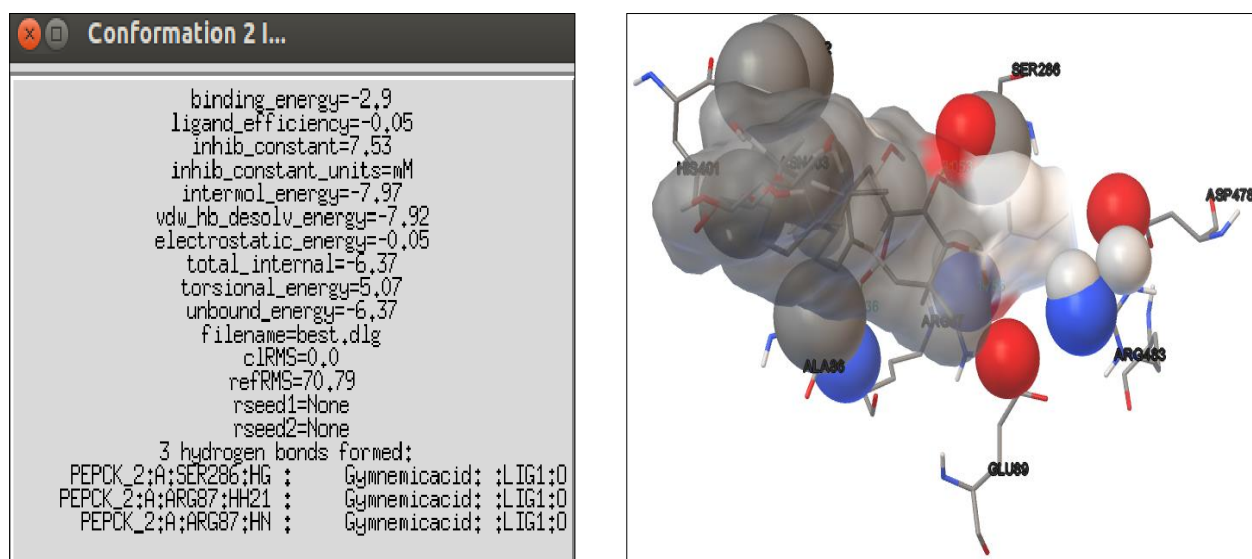 Conformation 2 I...
binding_energy=-2.9
ligand_efficiency=-0.05
inhib_constant=7.53
inhib_constant_units=mM
intermol_energy=-7.97
vdw_hb_desolv_energy=-7.92
electrostatic_energy=-0.05
total_internal=-6.37
torsional_energy=5.07
unbound_energy=-6.37
filename=best.dlg
clRMS=0.0
refRMS=70.79
rseed1=None
rseed2=None
3 hydrogen bonds formed:
PEPCK_2:A:SER286:HG : Gymnemicacid: :LIG1:O
PEPCK_2:A:ARG87:HH21 : Gymnemicacid: :LIG1:O
PEPCK_2:A:ARG87:HN : Gymnemicacid: :LIG1:O
SER286
HIS401
ASP478
ARG483
ALA86
GLU89